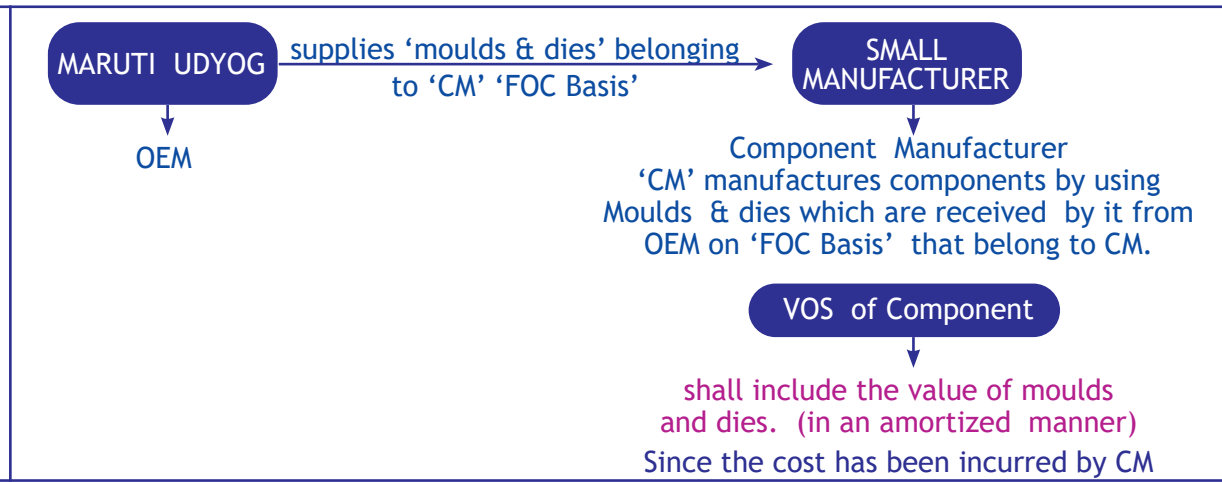 MARUTI UDYOG
supplies ‘moulds & dies’ belonging
to ‘CM’ ‘FOC Basis’
SMALL
MANUFACTURER
OEM
Component Manufacturer
‘CM’ manufactures components by using
Moulds & dies which are received by it from
OEM on ‘FOC Basis’ that belong to CM.
VOS of Component
shall include the value of moulds
and dies. (in an amortized manner)
Since the cost has been incurred by CM